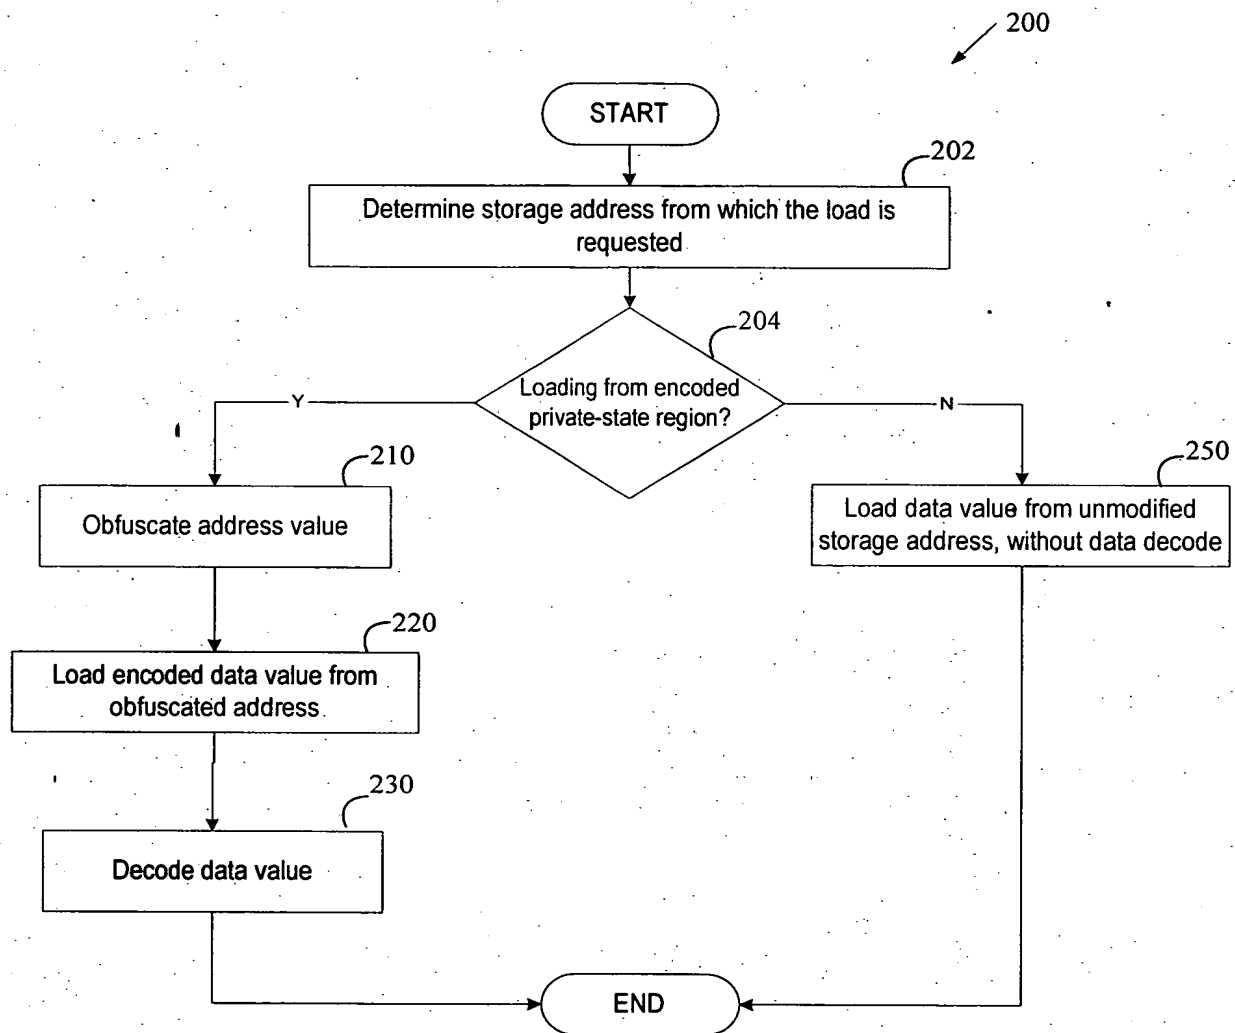 200
START
202
Determine storage address from which the load is
requested
204
Loading from encoded
private-state region?
Y
N
210
Obfuscate address value
250
Load data value from unmodified
storage address, without data decode
220
Load encoded data value from
obfuscated address
230
Decode data value
END